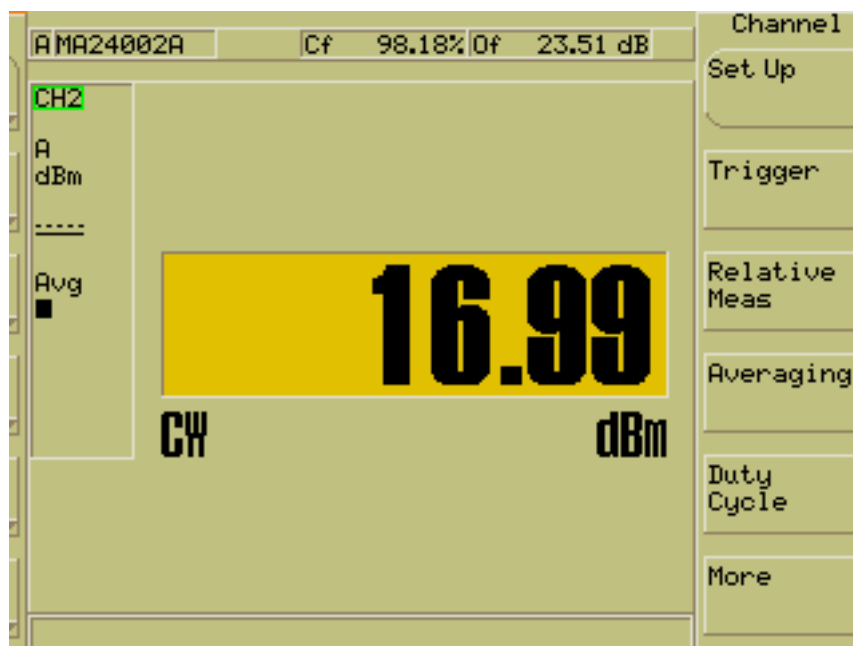 Channel
A MA24002A Cf 98.18% Of 23.51 dB
Set Up
CH2
A
dBm
-----
Avg
Trigger
Relative
Meas
16.99
CW dBm
Averaging
Duty
Cycle
More